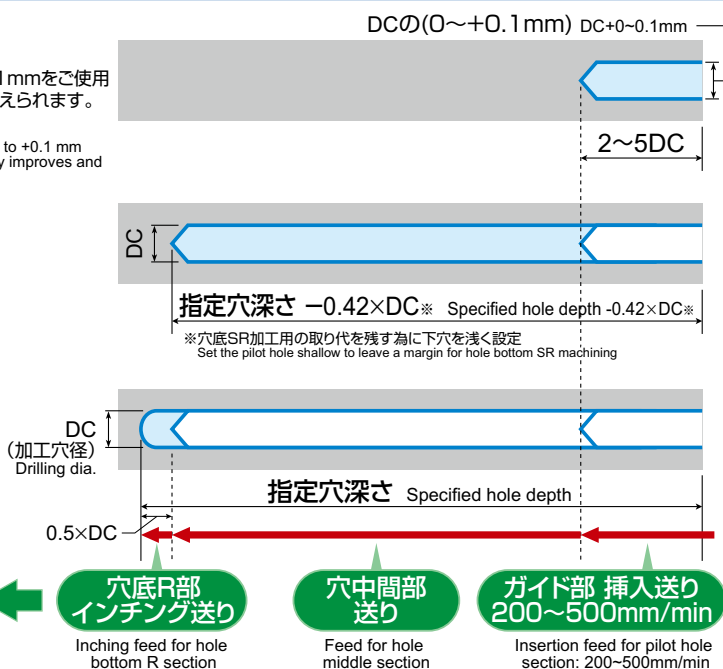 DCの(0〜+0.1mm) DC+0~0.1mm
1mmをご使用
えられます。
to +0.1 mm
y improves and
2〜5DC
DC
指定穴深さ −0.42×DC※ Specified hole depth -0.42×DC※
※穴底SR加工用の取り代を残す為に下穴を浅く設定
Set the pilot hole shallow to leave a margin for hole bottom SR machining
DC
(加工穴径)
Drilling dia.
指定穴深さ Specified hole depth
0.5×DC
穴底R部
インチング送り
Inching feed for hole
bottom R section
穴中間部
送り
Feed for hole
middle section
ガイド部 挿入送り
200〜500mm/min
Insertion feed for pilot hole
section: 200~500mm/min